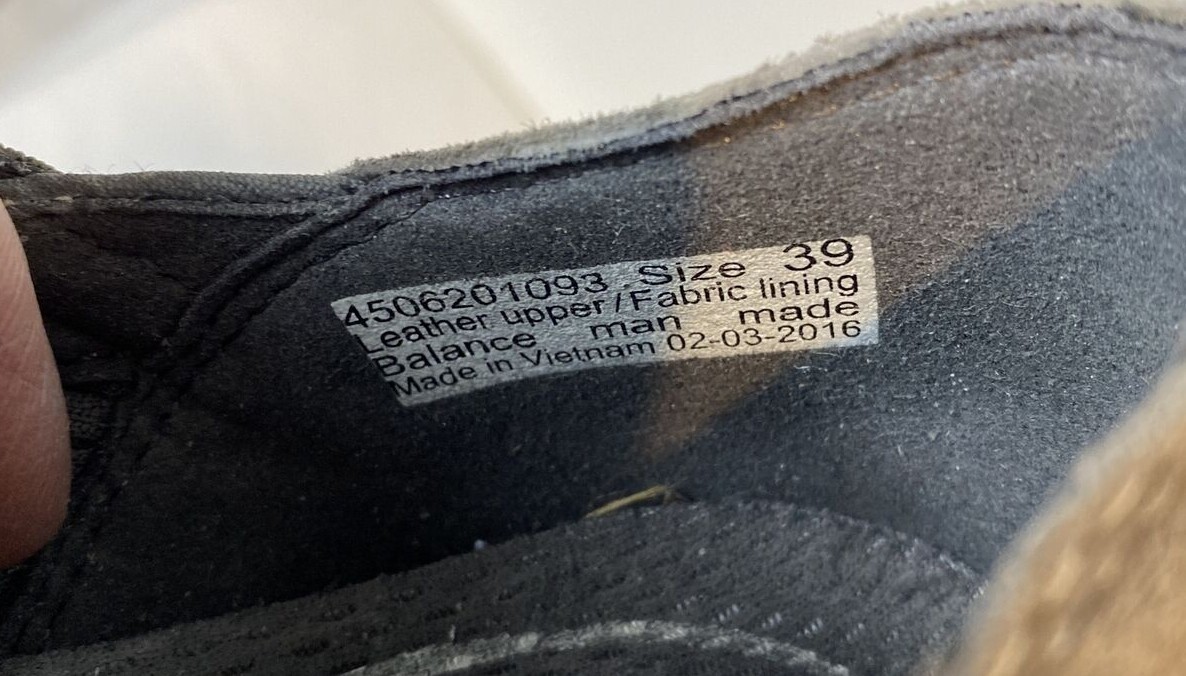 4506201093 Size 39
Leather upper/Fabric lining
Balance man made
Made in Vietnam 02-03-2016